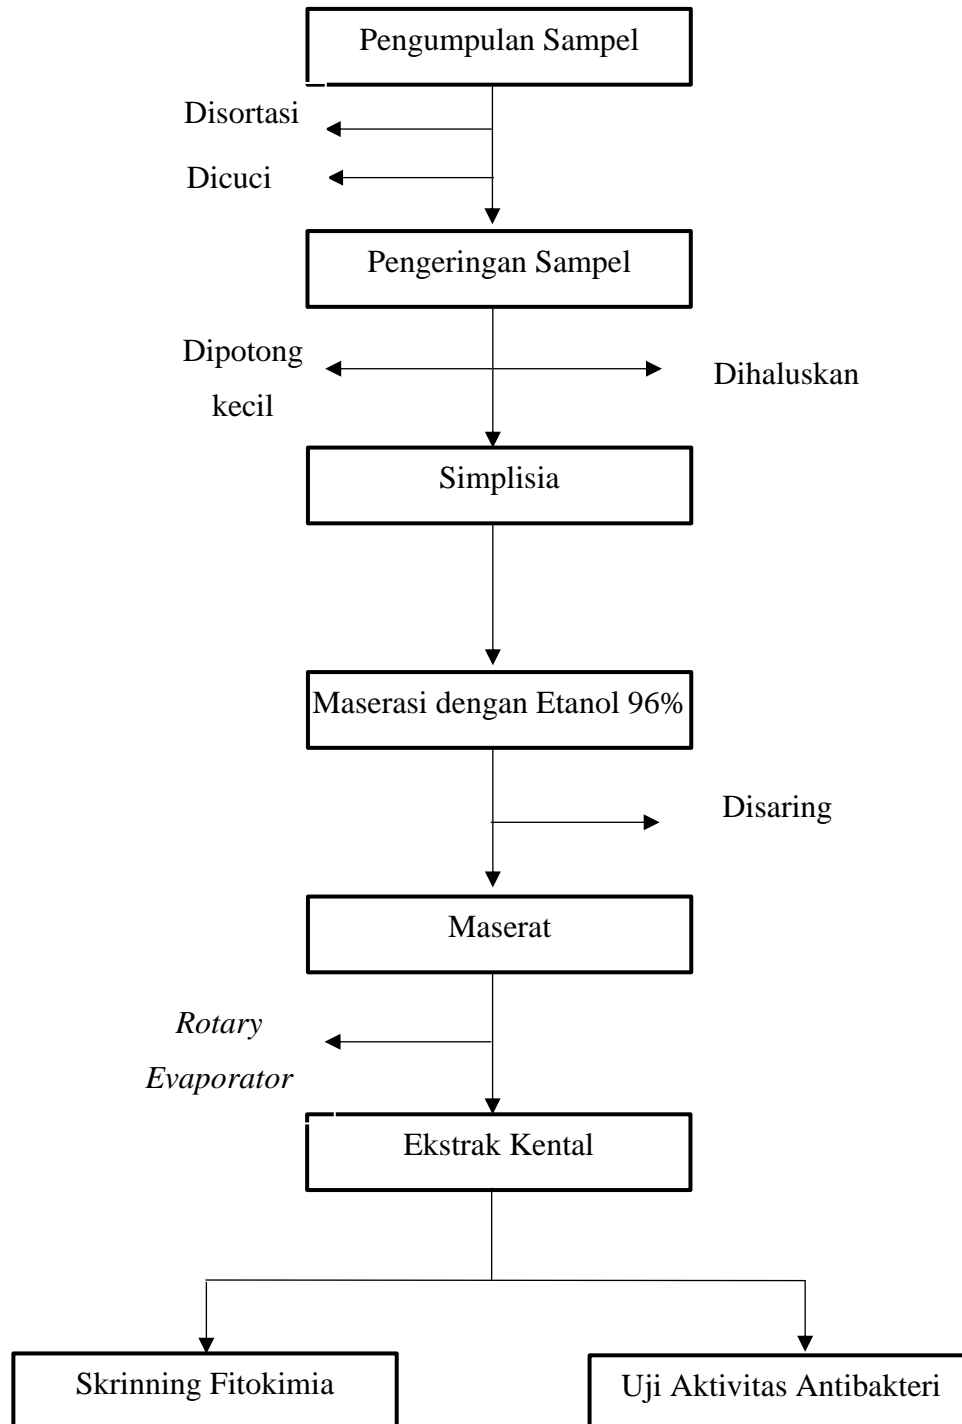 Pengumpulan Sampel
Disortasi
Dicuci
Pengeringan Sampel
Dipotong
kecil
Dihaluskan
Simplisia
Maserasi dengan Etanol 96%
Disaring
Maserat
Rotary
Evaporator
Ekstrak Kental
Skrinning Fitokimia
Uji Aktivitas Antibakteri